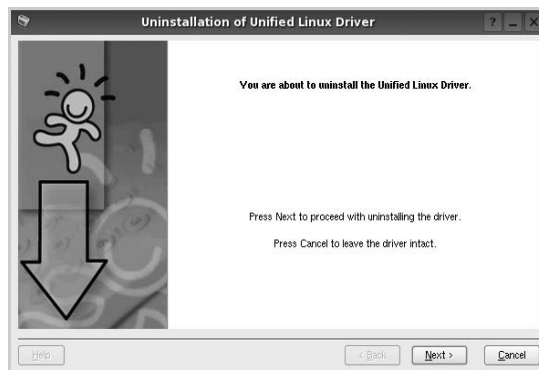 Uninstallation of Unified Linux Driver
You are about to uninstall the Unified Linux Driver.
Press Next to proceed with uninstalling the driver.
Press Cancel to leave the driver intact.
Help
< Back
Next >
Cancel